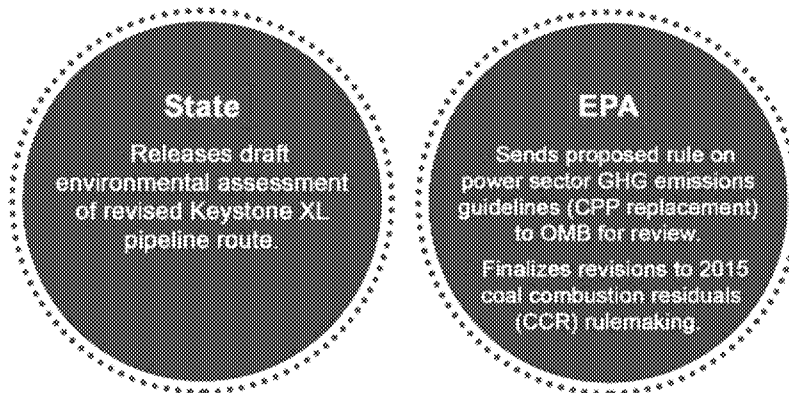 State
Releases draft
environmental assessment
of revised Keystone XL
pipeline route.
EPA
Sends proposed rule on
power sector GHG emissions
guidelines (CPP replacement)
to OMB for review.
Finalizes revisions to 2015
coal combustion residuals
(CCR) rulemaking.